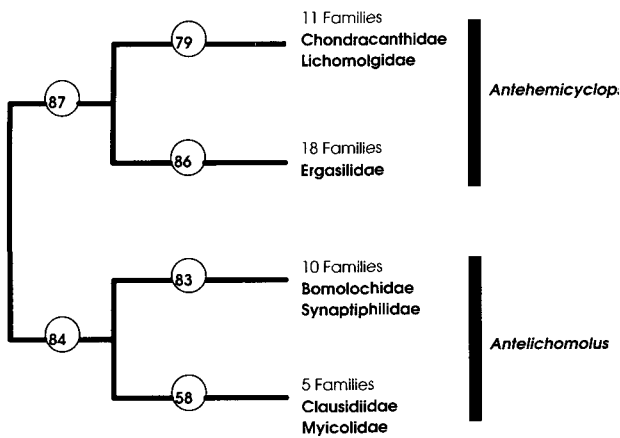 11 Families
Chondracanthidae
Lichomolgidae
79
87
Antehemicyclops
18 Families
Ergasilidae
86
10 Families
Bomolochidae
Synaptiphilidae
83
84
Antelichomolus
5 Families
Clausidiidae
Myicolidae
58